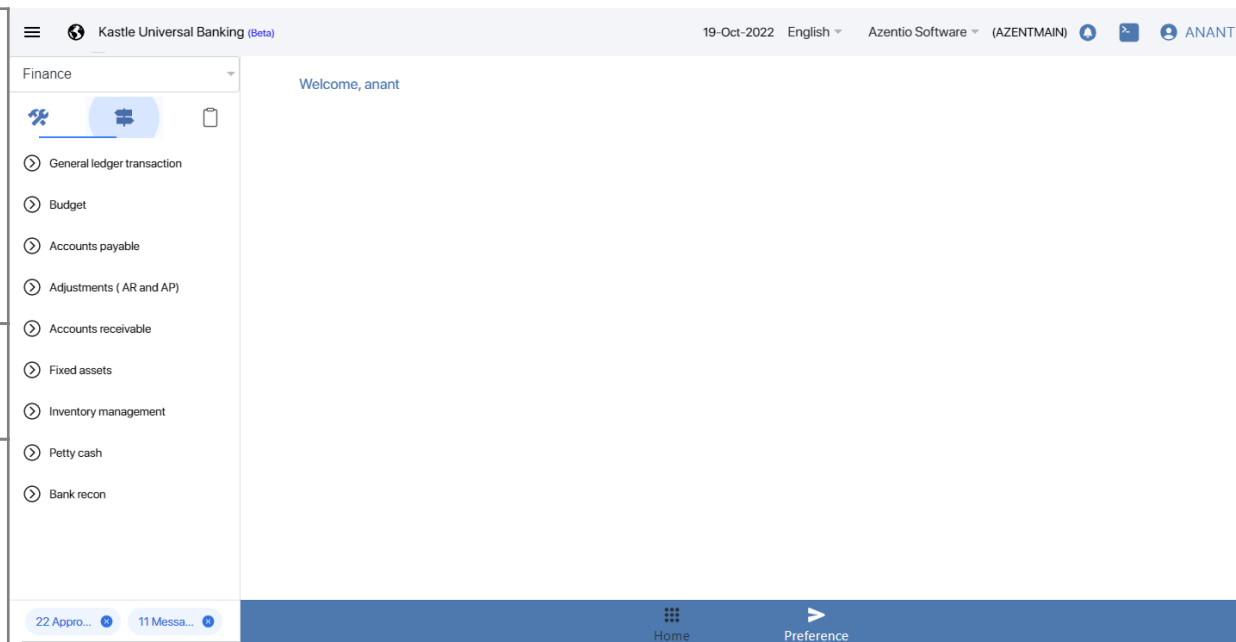 Kastle Universal Banking (Beta)
19-Oct-2022 English Azentio Software (AZENTMAIN) ANANT
Finance
Welcome, anant
General ledger transaction
Budget
Accounts payable
Adjustments ( AR and AP)
Accounts receivable
Fixed assets
Inventory management
Petty cash
Bank recon
22 Appro... 11 Messa...
Home Preference